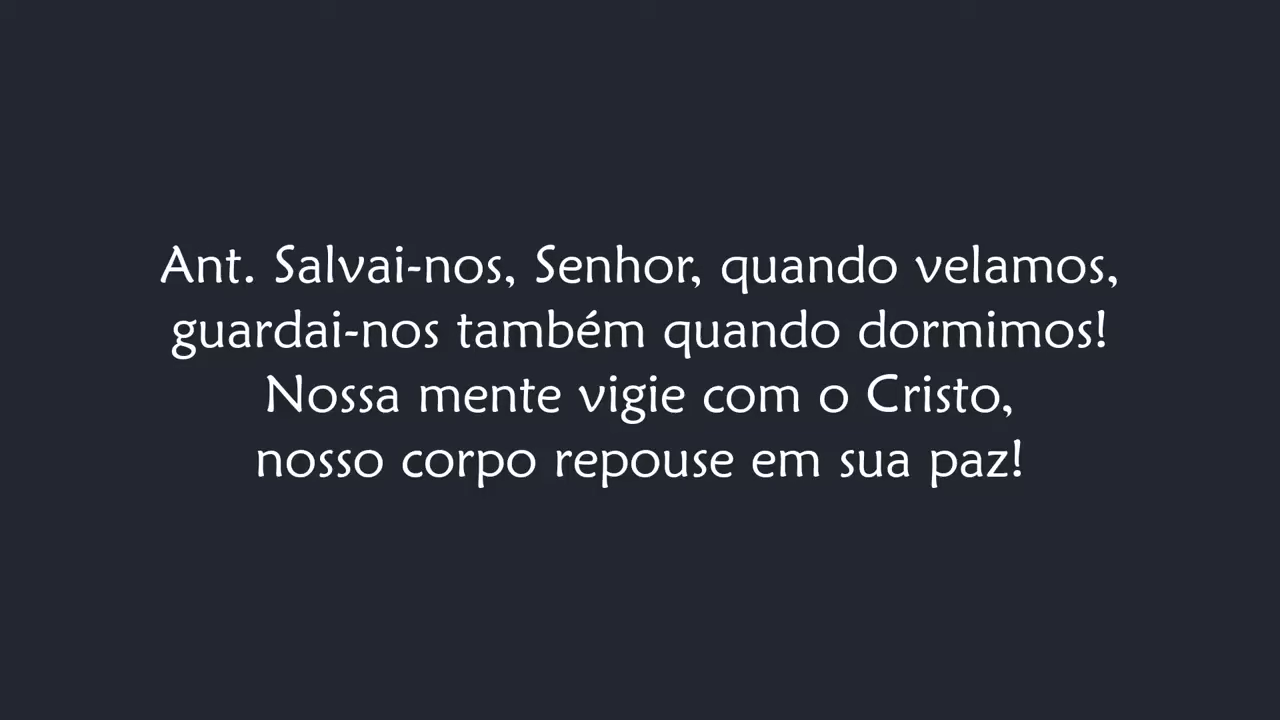 Ant. Salvai-nos, Senhor, quando velamos,
guardai-nos também quando dormimos!
Nossa mente vigie com o Cristo,
nosso corpo repouse em sua paz!